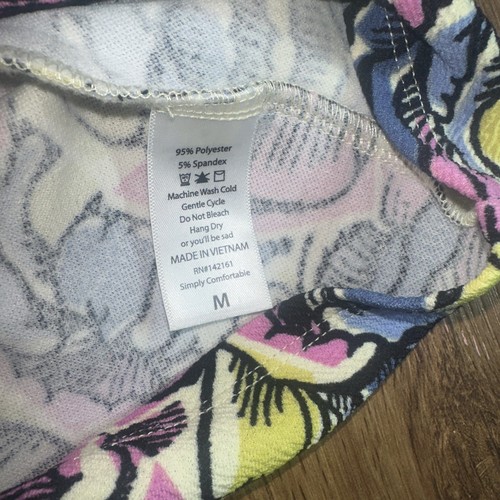 95% Polyester
5% Spandex
Machine Wash Cold
Gentle Cycle
Do Not Bleach
Hang Dry
or you'll be sad
MADE IN VIETNAM
RN#142161
Simply Comfortable
M